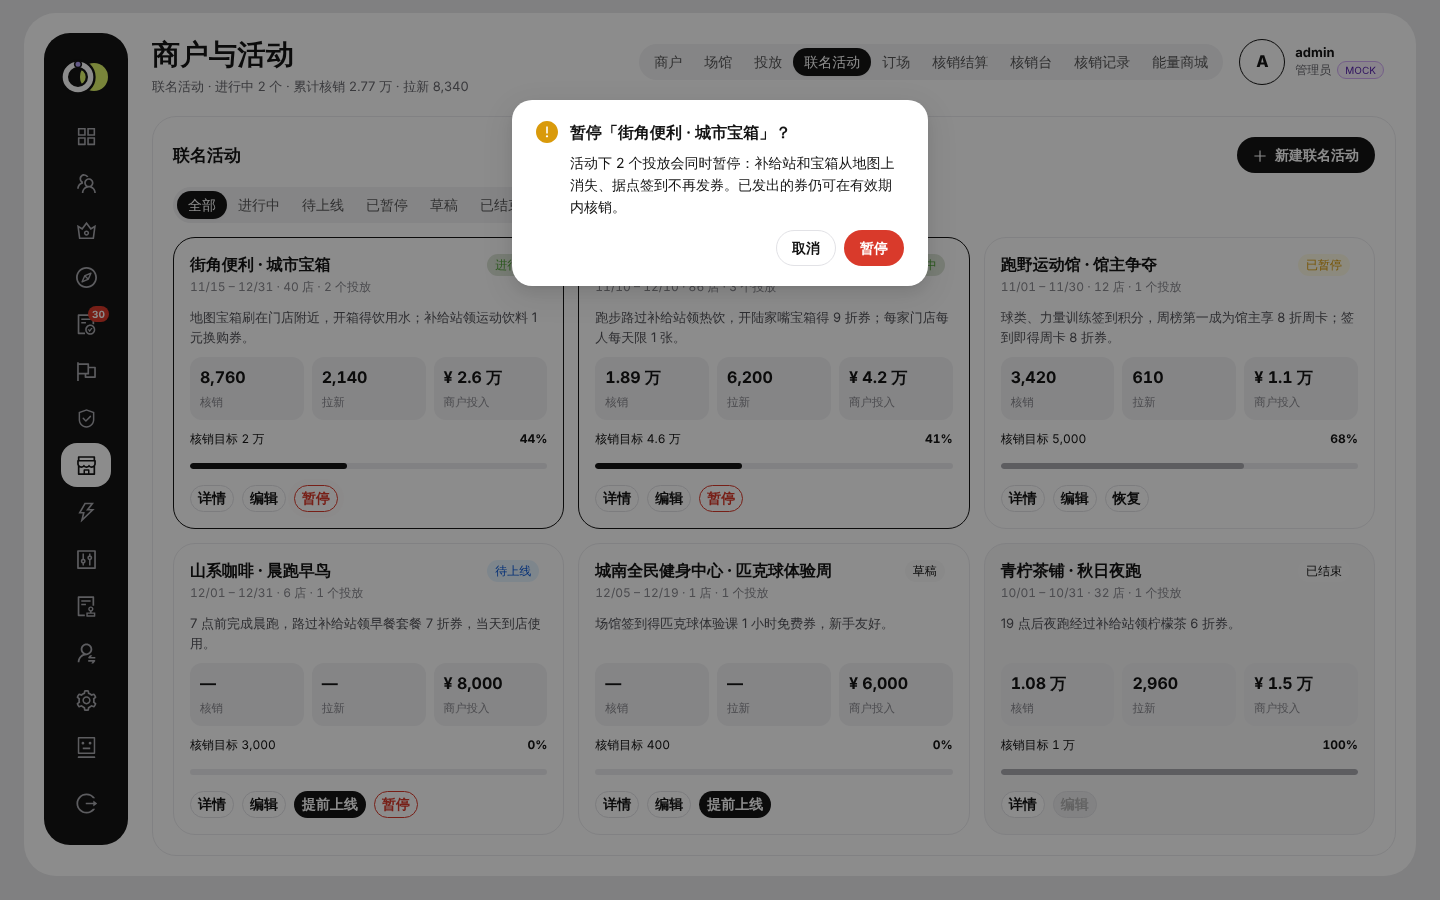 商户与活动
联名活动 · 进行中 2 个 · 累计核销 2.77 万 · 拉新 8,340
商户 场馆 投放 联名活动 订场 核销结算 核销台 核销记录 能量商城
A
admin
管理员 MOCK
30
联名活动
新建联名活动
全部 进行中 待上线 已暂停 草稿
暂停「街角便利 · 城市宝箱」？
活动下 2 个投放会同时暂停：补给站和宝箱从地图上
消失、据点签到不再发券。已发出的券仍可在有效期
内核销。
取消 暂停
街角便利 · 城市宝箱
11/15 – 12/31 · 40 店 · 2 个投放
地图宝箱刷在门店附近，开箱得饮用水；补给站领运动饮料 1
元换购券。
8,760 2,140 ¥ 2.6 万
核销 拉新 商户投入
核销目标 2 万 44%
详情 编辑 暂停
11/10 – 12/10 · 86 店 · 3 个投放
跑步路过补给站领热饮，开陆家嘴宝箱得 9 折券；每家门店每
人每天限 1 张。
1.89 万 6,200 ¥ 4.2 万
核销 拉新 商户投入
核销目标 4.6 万 41%
详情 编辑 暂停
跑野运动馆 · 馆主争夺 已暂停
11/01 – 11/30 · 12 店 · 1 个投放
球类、力量训练签到积分，周榜第一成为馆主享 8 折周卡；签
到即得周卡 8 折券。
3,420 610 ¥ 1.1 万
核销 拉新 商户投入
核销目标 5,000 68%
详情 编辑 恢复
山系咖啡 · 晨跑早鸟 待上线
12/01 – 12/31 · 6 店 · 1 个投放
7 点前完成晨跑，路过补给站领早餐套餐 7 折券，当天到店使
用。
— — ¥ 8,000
核销 拉新 商户投入
核销目标 3,000 0%
详情 编辑 提前上线 暂停
城南全民健身中心 · 匹克球体验周 草稿
12/05 – 12/19 · 1 店 · 1 个投放
场馆签到得匹克球体验课 1 小时免费券，新手友好。
— — ¥ 6,000
核销 拉新 商户投入
核销目标 400 0%
详情 编辑 提前上线
青柠茶铺 · 秋日夜跑 已结束
10/01 – 10/31 · 32 店 · 1 个投放
19 点后夜跑经过补给站领柠檬茶 6 折券。
1.08 万 2,960 ¥ 1.5 万
核销 拉新 商户投入
核销目标 1 万 100%
详情 编辑